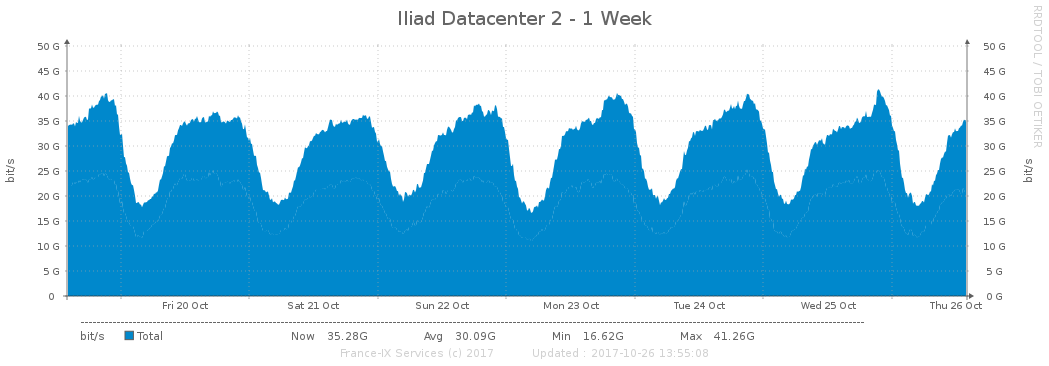 Iliad Datacenter 2 - 1 Week
RRDTOOL / TOBI OETIKER
50 G 50 G
45 G 45 G
40 G 40 G
35 G 35 G
30 G 30 G
25 G 25 G
20 G 20 G
15 G 15 G
10 G 10 G
5 G 5 G
0 0 G
bit/s
bit/s
Fri 20 Oct Sat 21 Oct Sun 22 Oct Mon 23 Oct Tue 24 Oct Wed 25 Oct Thu 26 Oct
bit/s Total Now 35.28G Avg 30.09G Min 16.62G Max 41.26G
France-IX Services (c) 2017 Updated : 2017-10-26 13:55:08